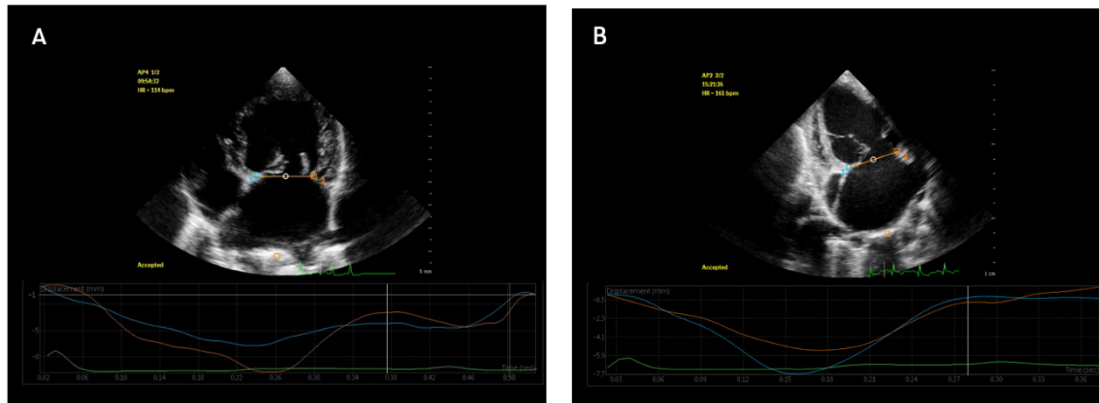 A
AP4 1/2
09:54:32
HR = 114 bpm
Accepted
5 mm
Displacement (mm)
-1
-5
Time (sec)
0.02 0.06 0.10 0.14 0.18 0.22 0.26 0.30 0.34 0.38 0.42 0.46 0.50
B
AP2 2/2
15:23:26
HR = 161 bpm
Accepted
1 cm
Displacement (mm)
-0.5
-2.3
-4.1
-5.9
-7.7
Time (sec)
0.03 0.06 0.09 0.12 0.15 0.18 0.21 0.24 0.28 0.30 0.33 0.36